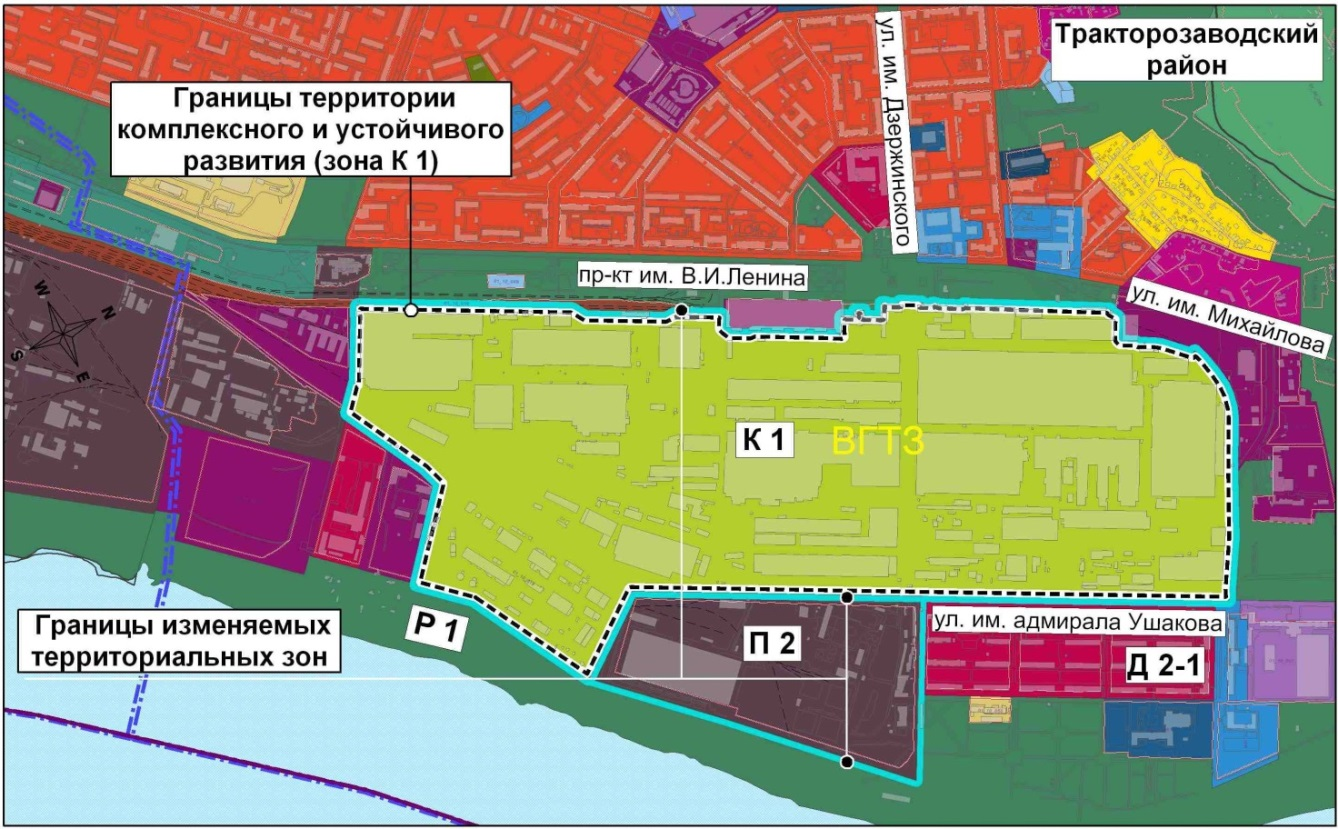 Тракторозаводский
район
ул. им. Дзержинского
Границы территории
комплексного и устойчивого
развития (зона К 1)
пр-кт им. В.И.Ленина
ул. им. Михайлова
W
N
S
E
К 1
ВГТЗ
Р 1
Границы изменяемых
территориальных зон
П 2
ул. им. адмирала Ушакова
Д 2-1